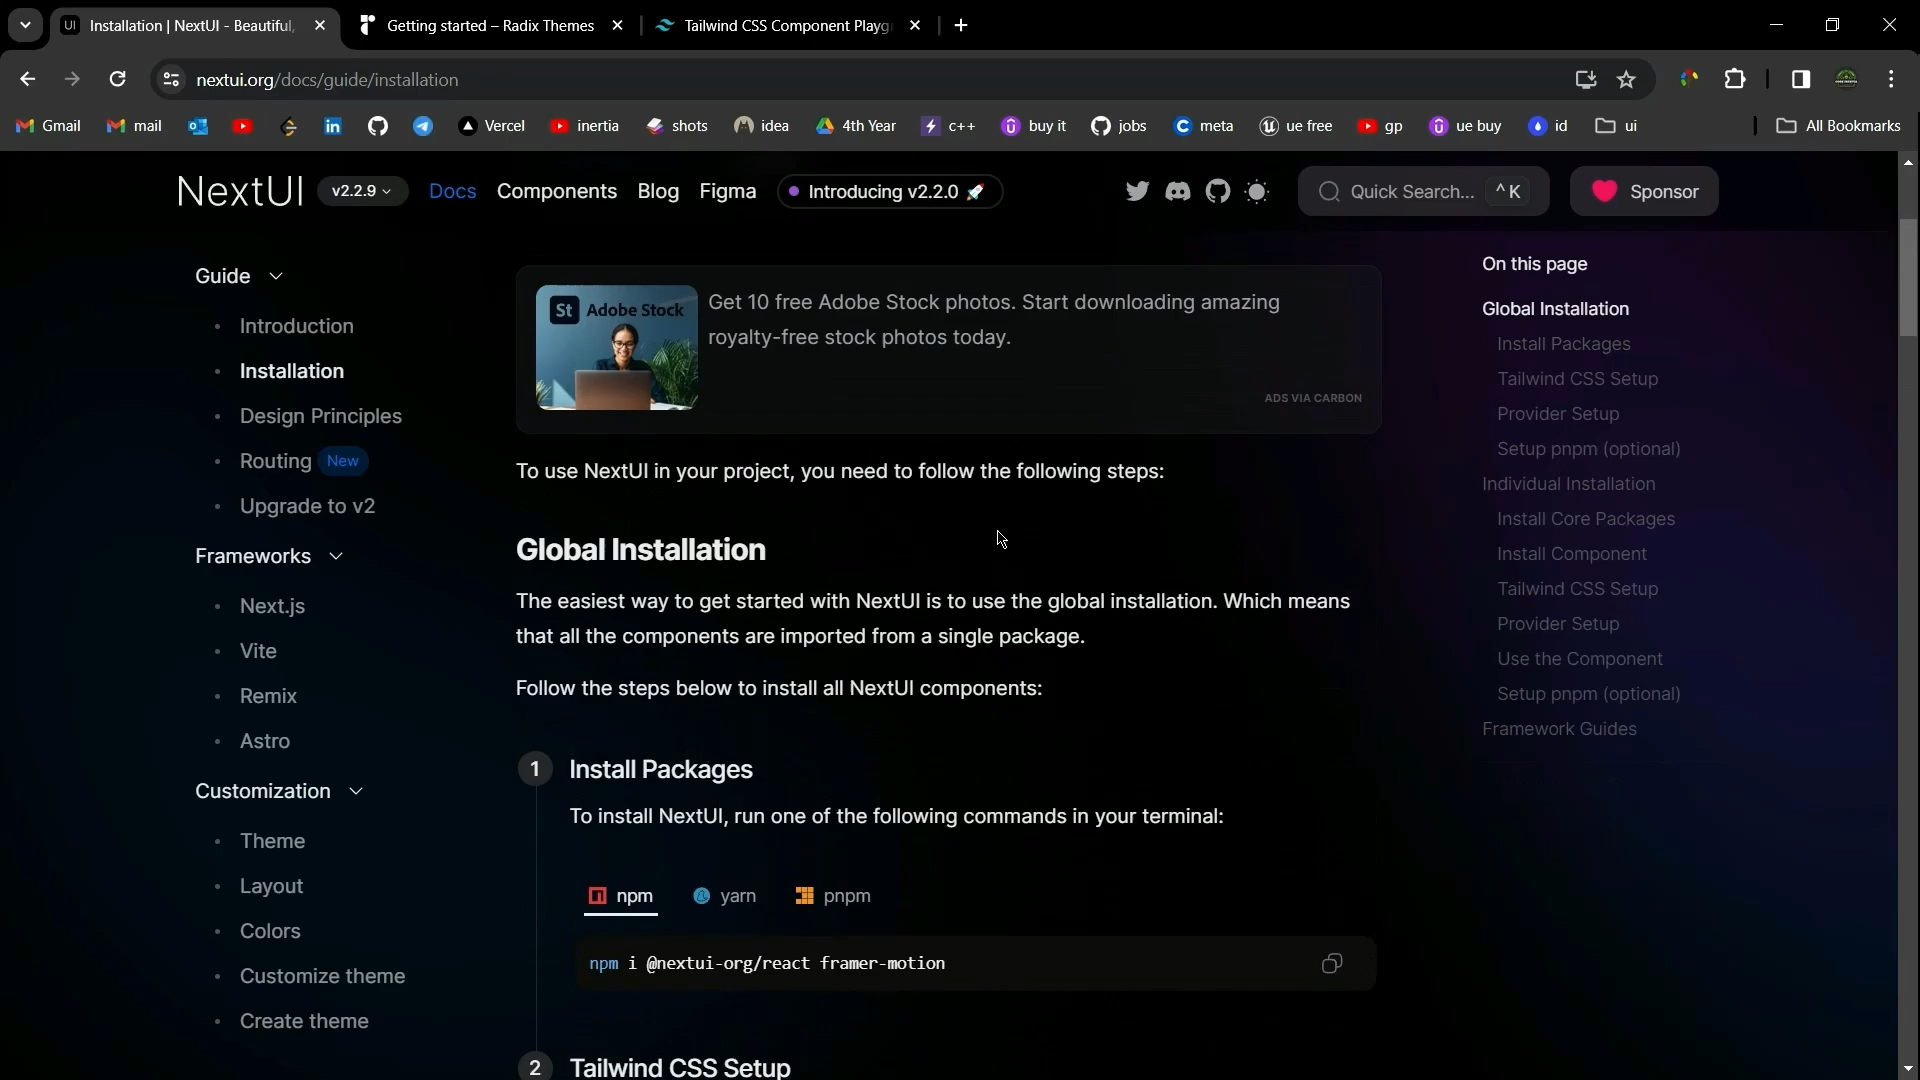 Installation | NextUI - Beautiful,
Getting started – Radix Themes
Tailwind CSS Component Playg
nextui.org/docs/guide/installation
Gmail
mail
Vercel
inertia
shots
idea
4th Year
c++
buy it
jobs
meta
ue free
gp
ue buy
id
ui
All Bookmarks
NextUI
v2.2.9
Docs
Components
Blog
Figma
Introducing v2.2.0 🚀
Quick Search...
^ K
Sponsor
Guide
Introduction
Installation
Design Principles
Routing New
Upgrade to v2
Frameworks
Next.js
Vite
Remix
Astro
Customization
Theme
Layout
Colors
Customize theme
Create theme
St Adobe Stock
Get 10 free Adobe Stock photos. Start downloading amazing
royalty-free stock photos today.
ADS VIA CARBON
To use NextUI in your project, you need to follow the following steps:
Global Installation
The easiest way to get started with NextUI is to use the global installation. Which means
that all the components are imported from a single package.
Follow the steps below to install all NextUI components:
1 Install Packages
To install NextUI, run one of the following commands in your terminal:
npm
yarn
pnpm
npm i @nextui-org/react framer-motion
2 Tailwind CSS Setup
On this page
Global Installation
Install Packages
Tailwind CSS Setup
Provider Setup
Setup pnpm (optional)
Individual Installation
Install Core Packages
Install Component
Tailwind CSS Setup
Provider Setup
Use the Component
Setup pnpm (optional)
Framework Guides